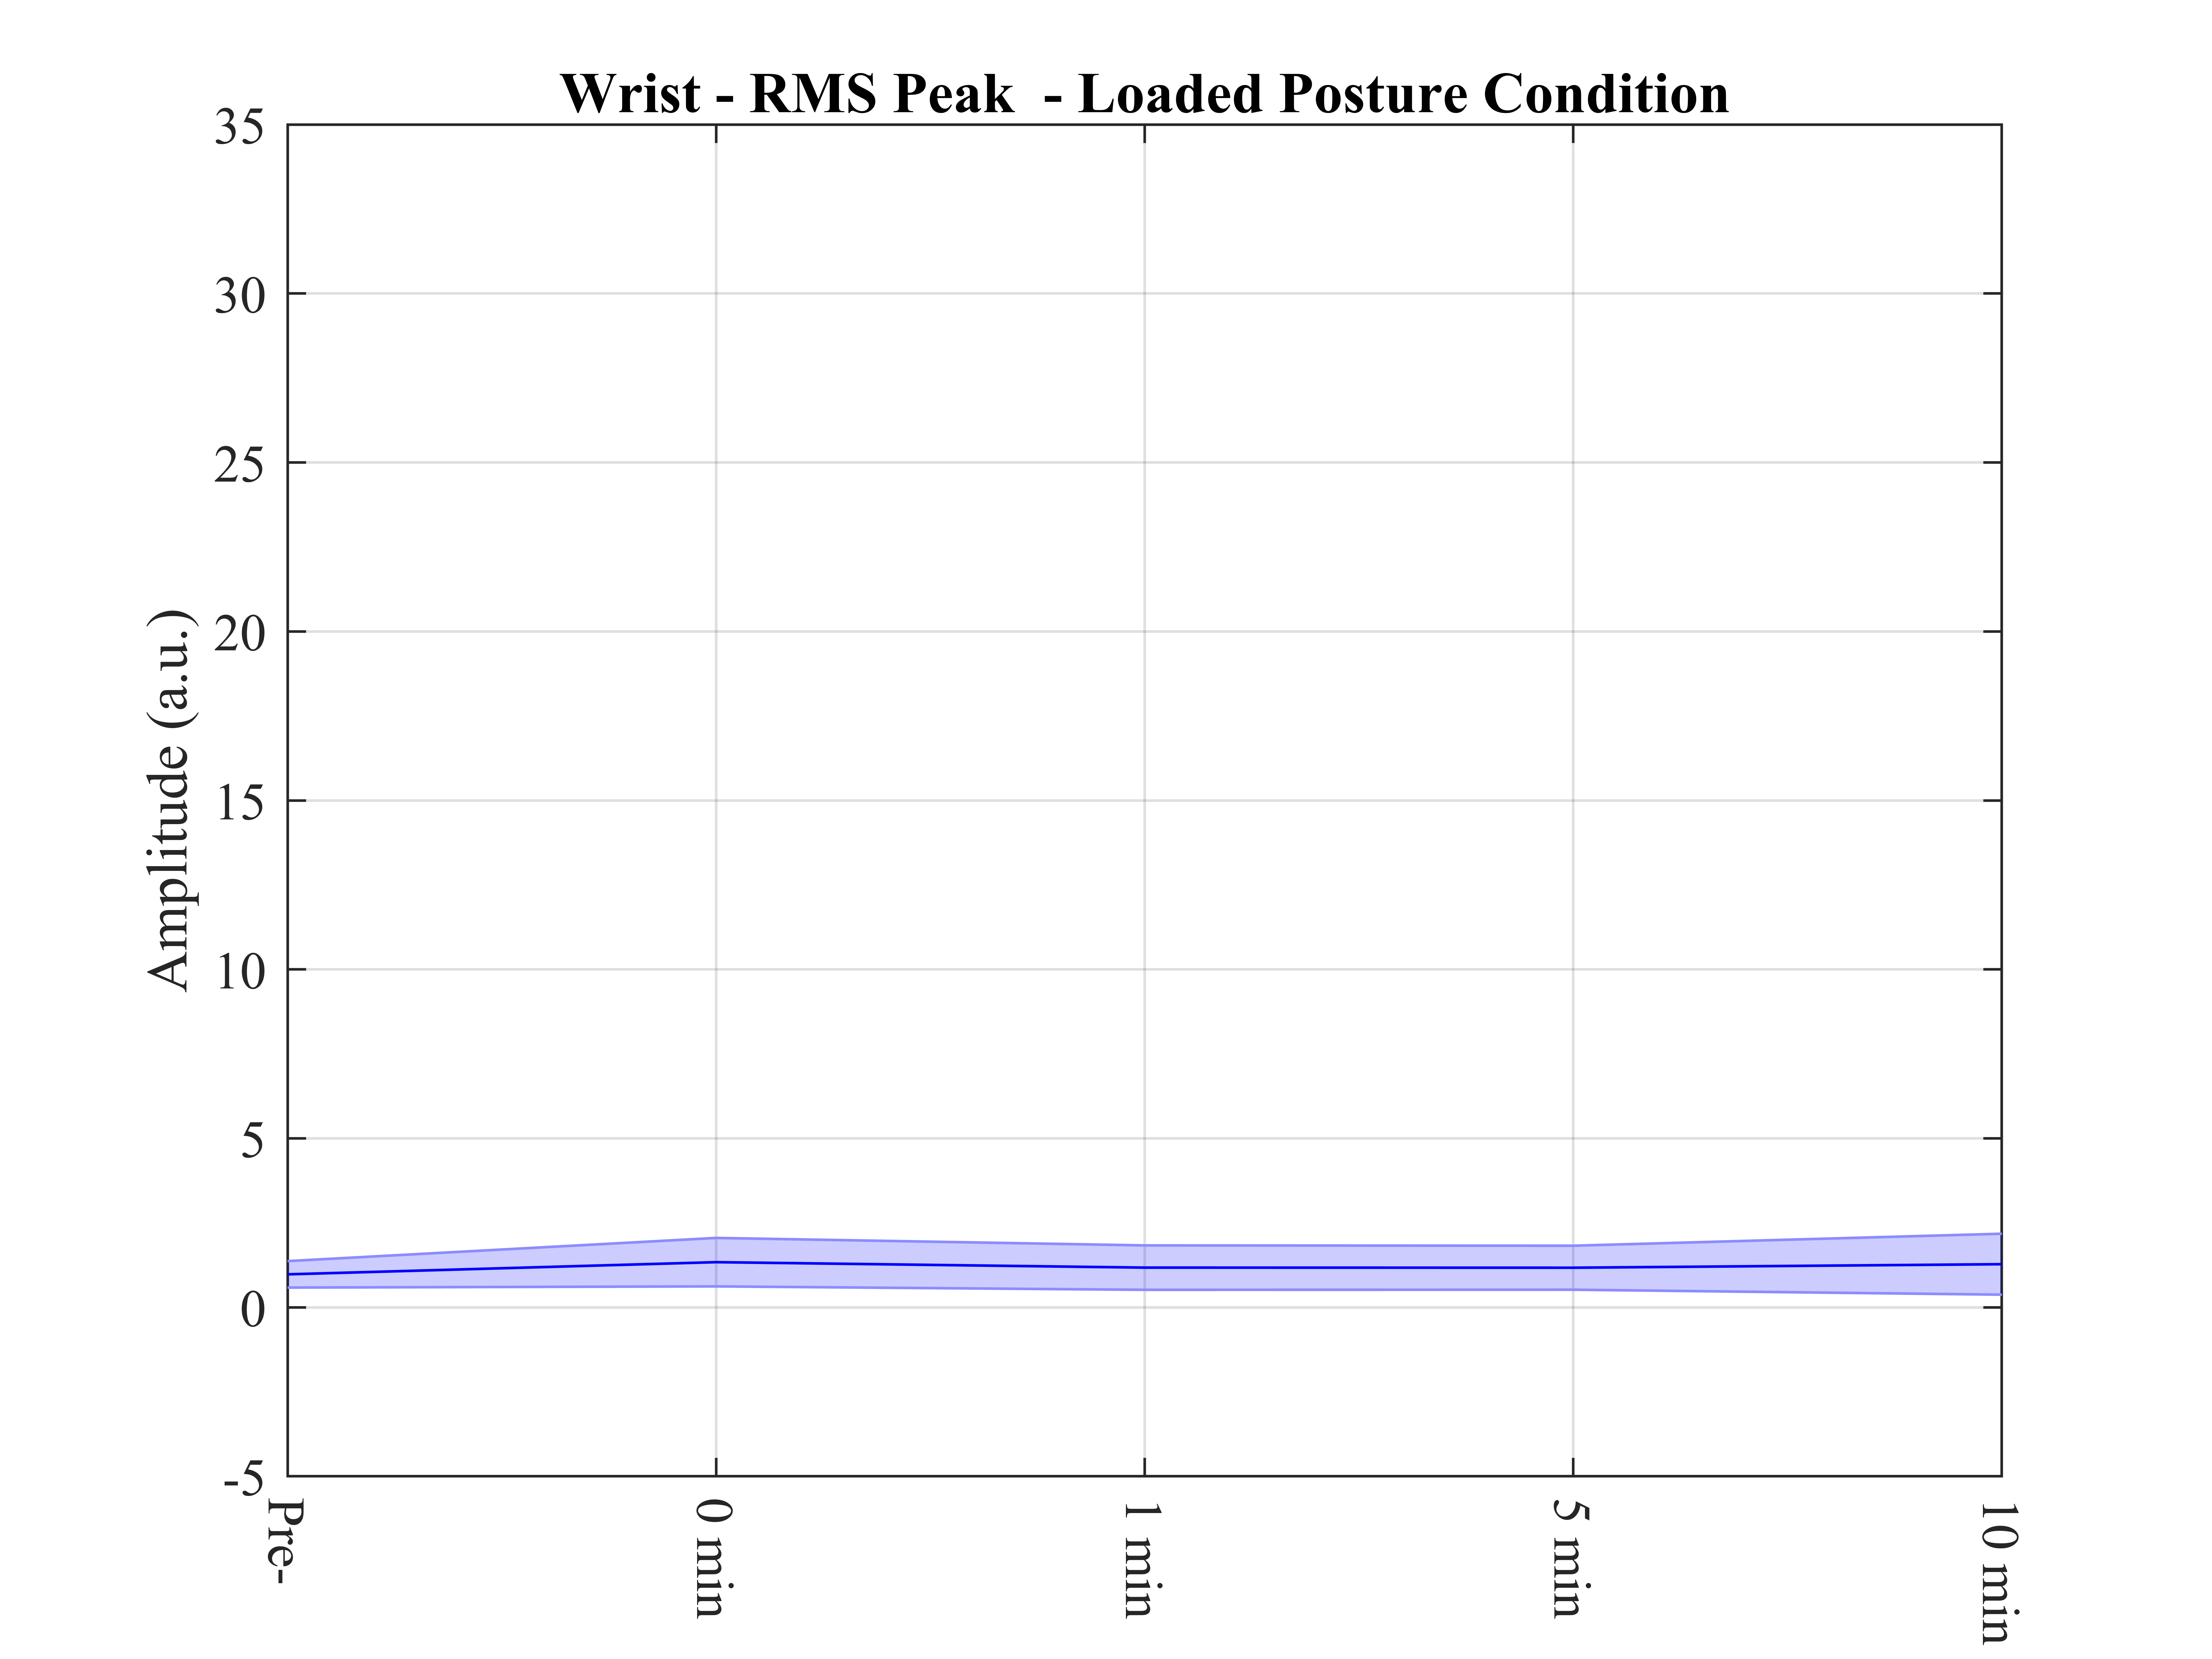 Wrist - RMS Peak  - Loaded Posture Condition
Amplitude (a.u.)
35
30
25
20
15
10
5
0
-5
Pre-
0 min
1 min
5 min
10 min